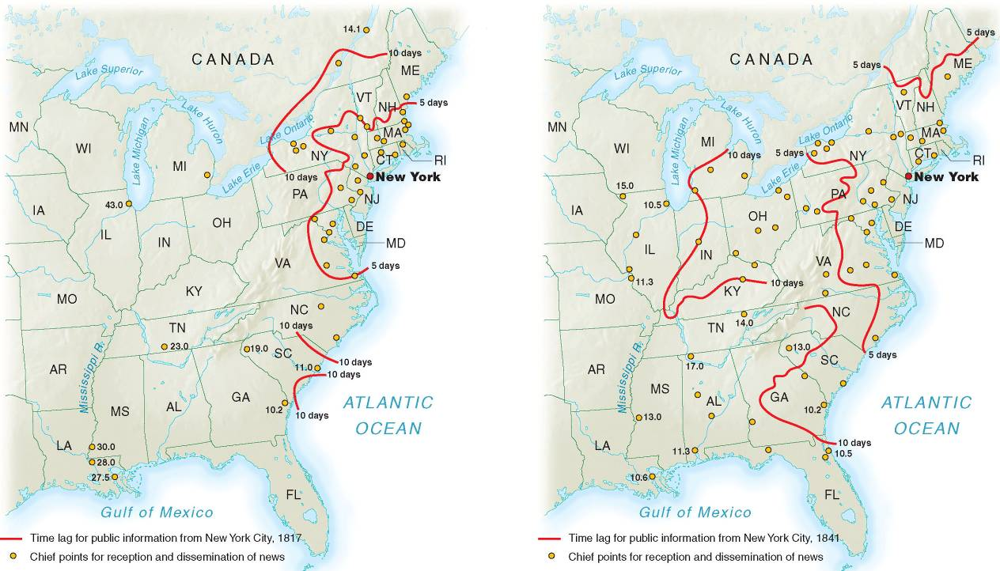 14.1
CANADA
10 days
ME
Lake Superior
VT
NH
5 days
Lake Huron
Lake Michigan
Lake Ontario
MN
WI
MA
NY
CT
RI
MI
10 days
Lake Erie
New York
PA
NJ
43.0
IA
OH
DE
IL
IN
MD
VA
5 days
KY
MO
NC
10 days
TN
23.0
19.0
SC
10 days
11.0
10 days
AR
Mississippi R.
GA
ATLANTIC
OCEAN
MS
AL
10.2
10 days
LA
30.0
28.0
27.5
FL
Gulf of Mexico
Time lag for public information from New York City, 1817
Chief points for reception and dissemination of news
5 days
CANADA
5 days
ME
Lake Superior
VT
NH
Lake Huron
Lake Michigan
Lake Ontario
MN
WI
MA
MI
10 days
5 days
NY
CT
RI
Lake Erie
New York
15.0
PA
NJ
10.5
IA
OH
DE
IL
IN
MD
VA
11.3
10 days
KY
MO
NC
TN
14.0
13.0
SC
5 days
17.0
AR
Mississippi R.
MS
GA
AL
ATLANTIC
OCEAN
13.0
10.2
10 days
LA
11.3
10.5
10.6
FL
Gulf of Mexico
Time lag for public information from New York City, 1841
Chief points for reception and dissemination of news